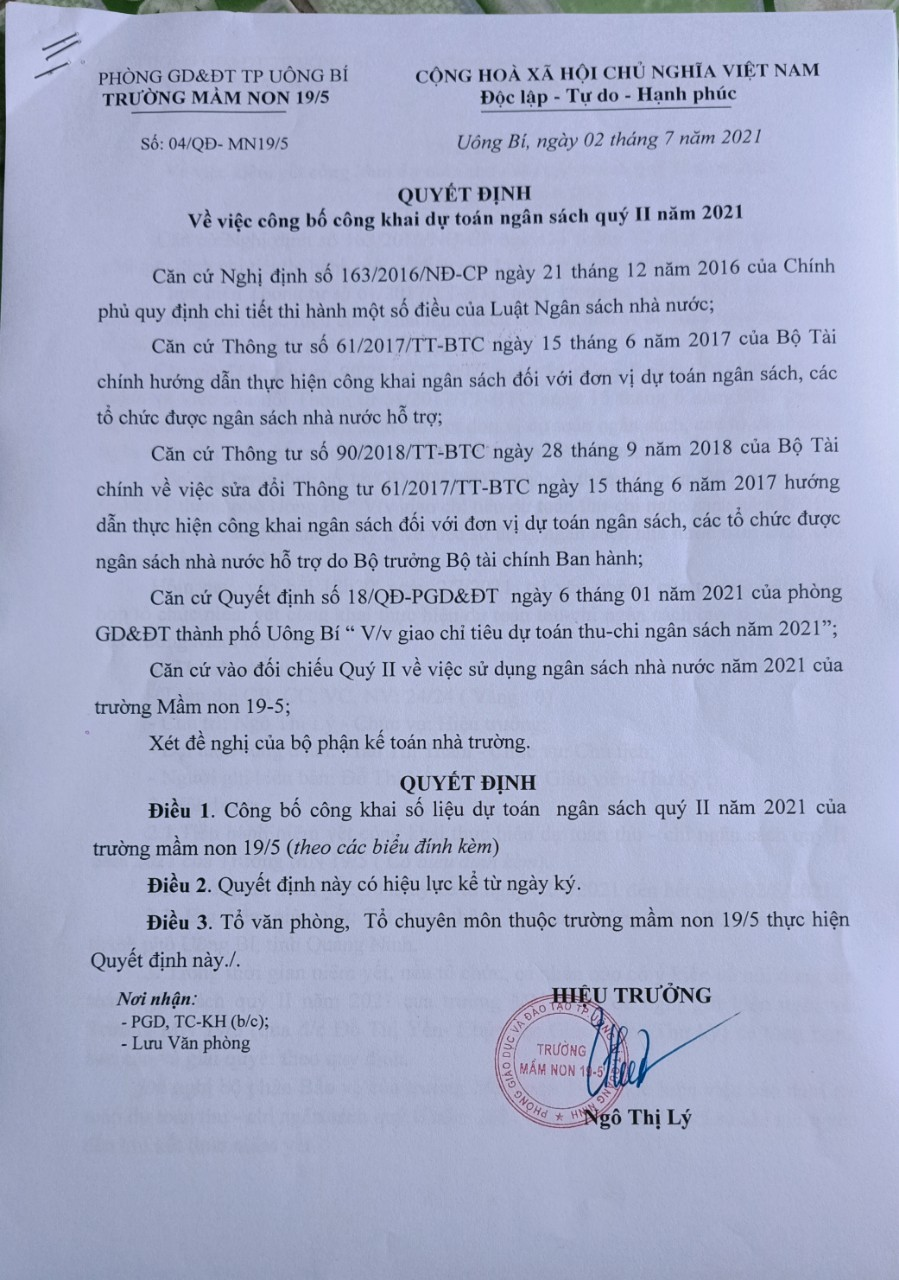 PHÒNG GD&ĐT TP UÔNG BÍ
TRƯỜNG MẦM NON 19/5
CỘNG HOÀ XÃ HỘI CHỦ NGHĨA VIỆT NAM
Độc lập - Tự do - Hạnh phúc
Số: 04/QĐ- MN19/5
Uông Bí, ngày 02 tháng 7 năm 2021
QUYẾT ĐỊNH
Về việc công bố công khai dự toán ngân sách quý II năm 2021
Căn cứ Nghị định số 163/2016/NĐ-CP ngày 21 tháng 12 năm 2016 của Chính
phủ quy định chi tiết thi hành một số điều của Luật Ngân sách nhà nước;
Căn cứ Thông tư số 61/2017/TT-BTC ngày 15 tháng 6 năm 2017 của Bộ Tài
chính hướng dẫn thực hiện công khai ngân sách đối với đơn vị dự toán ngân sách, các
tổ chức được ngân sách nhà nước hỗ trợ;
Căn cứ Thông tư số 90/2018/TT-BTC ngày 28 tháng 9 năm 2018 của Bộ Tài
chính về việc sửa đổi Thông tư 61/2017/TT-BTC ngày 15 tháng 6 năm 2017 hướng
dẫn thực hiện công khai ngân sách đối với đơn vị dự toán ngân sách, các tổ chức được
ngân sách nhà nước hỗ trợ do Bộ trưởng Bộ tài chính Ban hành;
Căn cứ Quyết định số 18/QĐ-PGD&ĐT ngày 6 tháng 01 năm 2021 của phòng
GD&ĐT thành phố Uông Bí “ V/v giao chỉ tiêu dự toán thu-chi ngân sách năm 2021”;
Căn cứ vào đối chiếu Quý II về việc sử dụng ngân sách nhà nước năm 2021 của
trường Mầm non 19-5;
Xét đề nghị của bộ phận kế toán nhà trường.
QUYẾT ĐỊNH
Điều 1. Công bố công khai số liệu dự toán ngân sách quý II năm 2021 của
trường mầm non 19/5 (theo các biểu đính kèm)
Điều 2. Quyết định này có hiệu lực kể từ ngày ký.
Điều 3. Tổ văn phòng, Tổ chuyên môn thuộc trường mầm non 19/5 thực hiện
Quyết định này./.
Nơi nhận:
- PGD, TC-KH (b/c);
- Lưu Văn phòng
HIỆU TRƯỞNG
PHÒNG GIÁO DỤC VÀ ĐÀO TẠO TP
TRƯỜNG
MẦM NON 19-5
Ngô Thị Lý